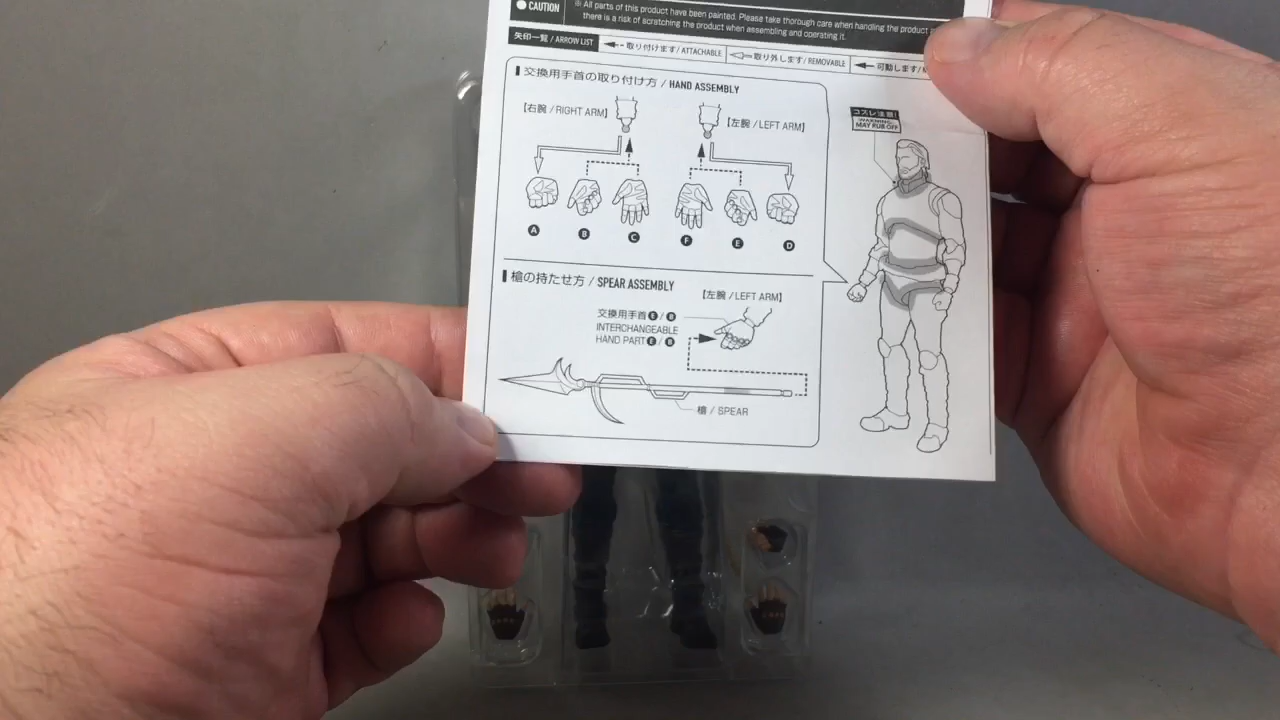 ● CAUTION
※ All parts of this product have been painted. Please take thorough care when handling the product
there is a risk of acratching the product when assembling and operating it.
矢印一覧 / ARROW LIST
取り付けます/ ATTACHABLE
取り外します/ REMOVABLE
可動します/
交換用手首の取り付け方 / HAND ASSEMBLY
【右腕 / RIGHT ARM】
【左腕 / LEFT ARM】
A B C F E D
コスレ注意!
WARNING:
MAY RUB OFF
槍の持たせ方 / SPEAR ASSEMBLY
【左腕 / LEFT ARM】
交換用手首E / B
INTERCHANGEABLE
HAND PART E / B
槍 / SPEAR